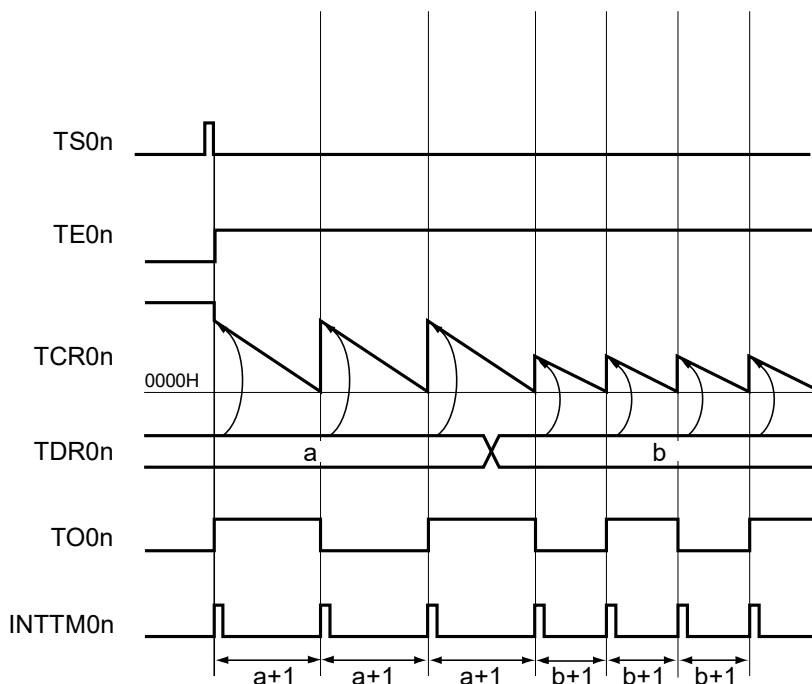 TS0n
TE0n
TCR0n
0000H
TDR0n
a
b
TO0n
INTTM0n
a+1
a+1
a+1
b+1
b+1
b+1